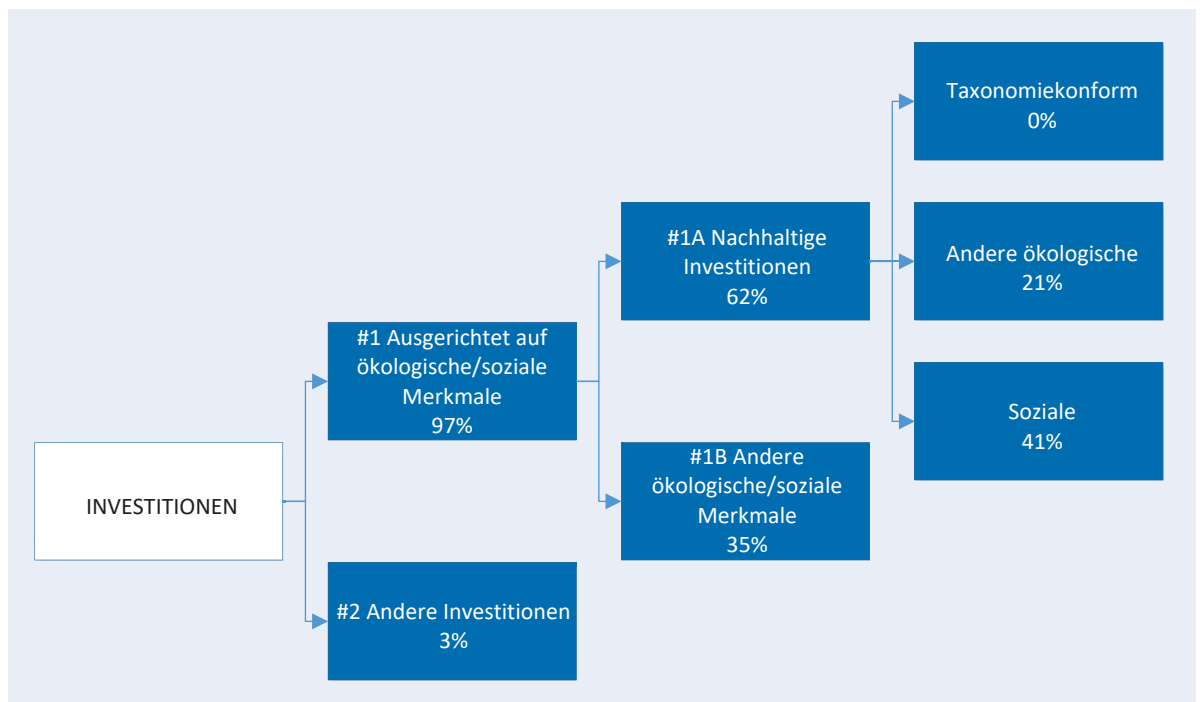 INVESTITIONEN
#1 Ausgerichtet auf
ökologische/soziale
Merkmale
97%
#2 Andere Investitionen
3%
#1A Nachhaltige
Investitionen
62%
#1B Andere
ökologische/soziale
Merkmale
35%
Taxonomiekonform
0%
Andere ökologische
21%
Soziale
41%